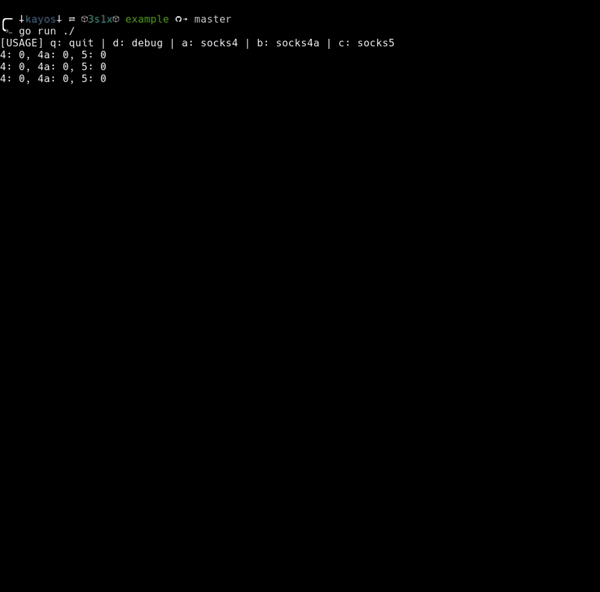 kayos ⇄ 3s1x example master
go run ./
[USAGE] q: quit | d: debug | a: socks4 | b: socks4a | c: socks5
4: 0, 4a: 0, 5: 0
4: 0, 4a: 0, 5: 0
4: 0, 4a: 0, 5: 0